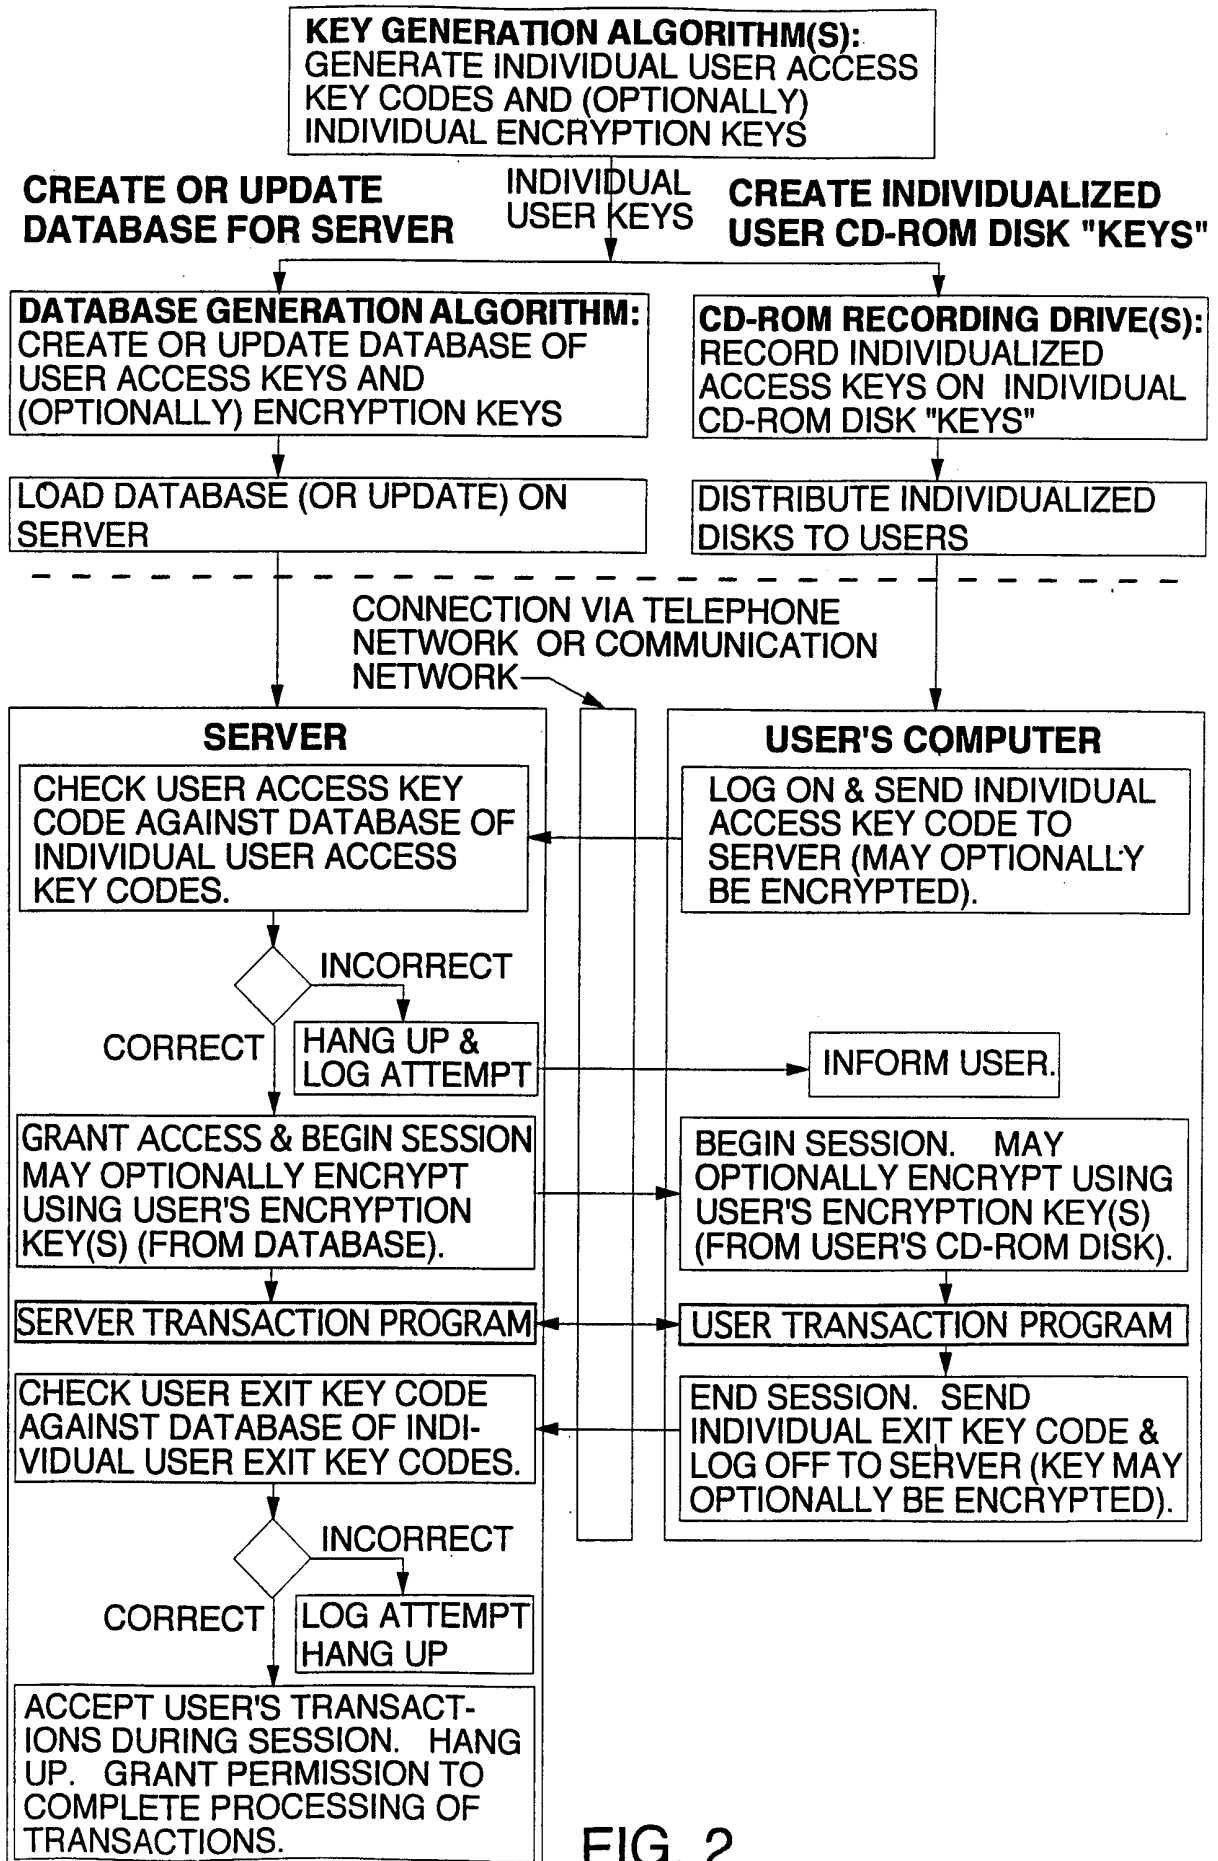 KEY GENERATION ALGORITHM(S):
GENERATE INDIVIDUAL USER ACCESS
KEY CODES AND (OPTIONALLY)
INDIVIDUAL ENCRYPTION KEYS
INDIVIDUAL
USER KEYS
CREATE OR UPDATE
DATABASE FOR SERVER
CREATE INDIVIDUALIZED
USER CD-ROM DISK "KEYS"
DATABASE GENERATION ALGORITHM:
CREATE OR UPDATE DATABASE OF
USER ACCESS KEYS AND
(OPTIONALLY) ENCRYPTION KEYS
CD-ROM RECORDING DRIVE(S):
RECORD INDIVIDUALIZED
ACCESS KEYS ON INDIVIDUAL
CD-ROM DISK "KEYS"
LOAD DATABASE (OR UPDATE) ON
SERVER
DISTRIBUTE INDIVIDUALIZED
DISKS TO USERS
CONNECTION VIA TELEPHONE
NETWORK OR COMMUNICATION
NETWORK
SERVER
USER'S COMPUTER
CHECK USER ACCESS KEY
CODE AGAINST DATABASE OF
INDIVIDUAL USER ACCESS
KEY CODES.
LOG ON & SEND INDIVIDUAL
ACCESS KEY CODE TO
SERVER (MAY OPTIONALLY
BE ENCRYPTED).
INCORRECT
CORRECT
HANG UP &
LOG ATTEMPT
INFORM USER.
GRANT ACCESS & BEGIN SESSION
MAY OPTIONALLY ENCRYPT
USING USER'S ENCRYPTION
KEY(S) (FROM DATABASE).
BEGIN SESSION. MAY
OPTIONALLY ENCRYPT USING
USER'S ENCRYPTION KEY(S)
(FROM USER'S CD-ROM DISK).
SERVER TRANSACTION PROGRAM
USER TRANSACTION PROGRAM
CHECK USER EXIT KEY CODE
AGAINST DATABASE OF INDI-
VIDUAL USER EXIT KEY CODES.
END SESSION. SEND
INDIVIDUAL EXIT KEY CODE &
LOG OFF TO SERVER (KEY MAY
OPTIONALLY BE ENCRYPTED).
INCORRECT
CORRECT
LOG ATTEMPT
HANG UP
ACCEPT USER'S TRANSACT-
IONS DURING SESSION. HANG
UP. GRANT PERMISSION TO
COMPLETE PROCESSING OF
TRANSACTIONS.
FIG. 2